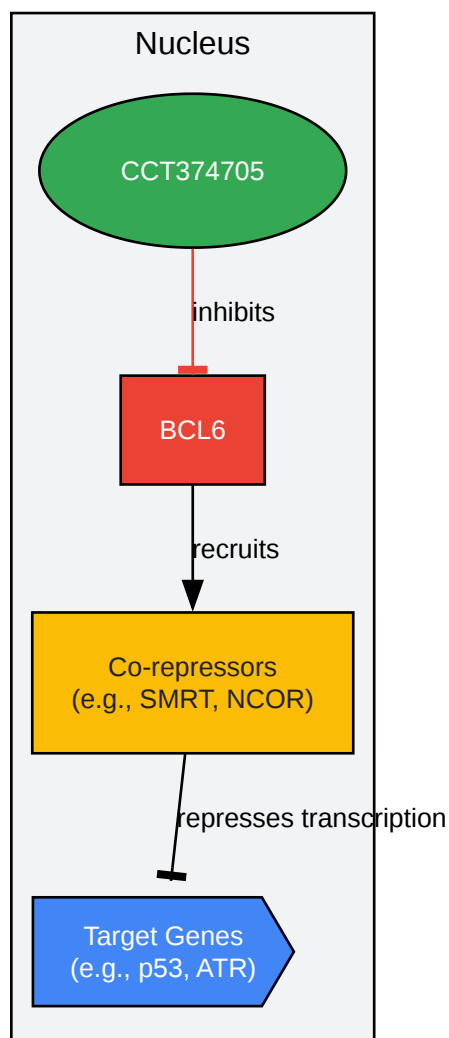 Nucleus
CCT374705
inhibits
BCL6
recruits
Co-repressors
(e.g., SMRT, NCOR)
represses transcription
Target Genes
(e.g., p53, ATR)